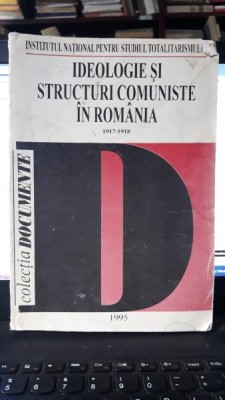 INSTITUTUL NAȚIONAL PENTRU STUDIUL TOTALITARISMULUI
IDEOLOGIE ȘI
STRUCTURI COMUNISTE
ÎN ROMÂNIA
1917-1918
colecția DOCUMENTE
D
1995